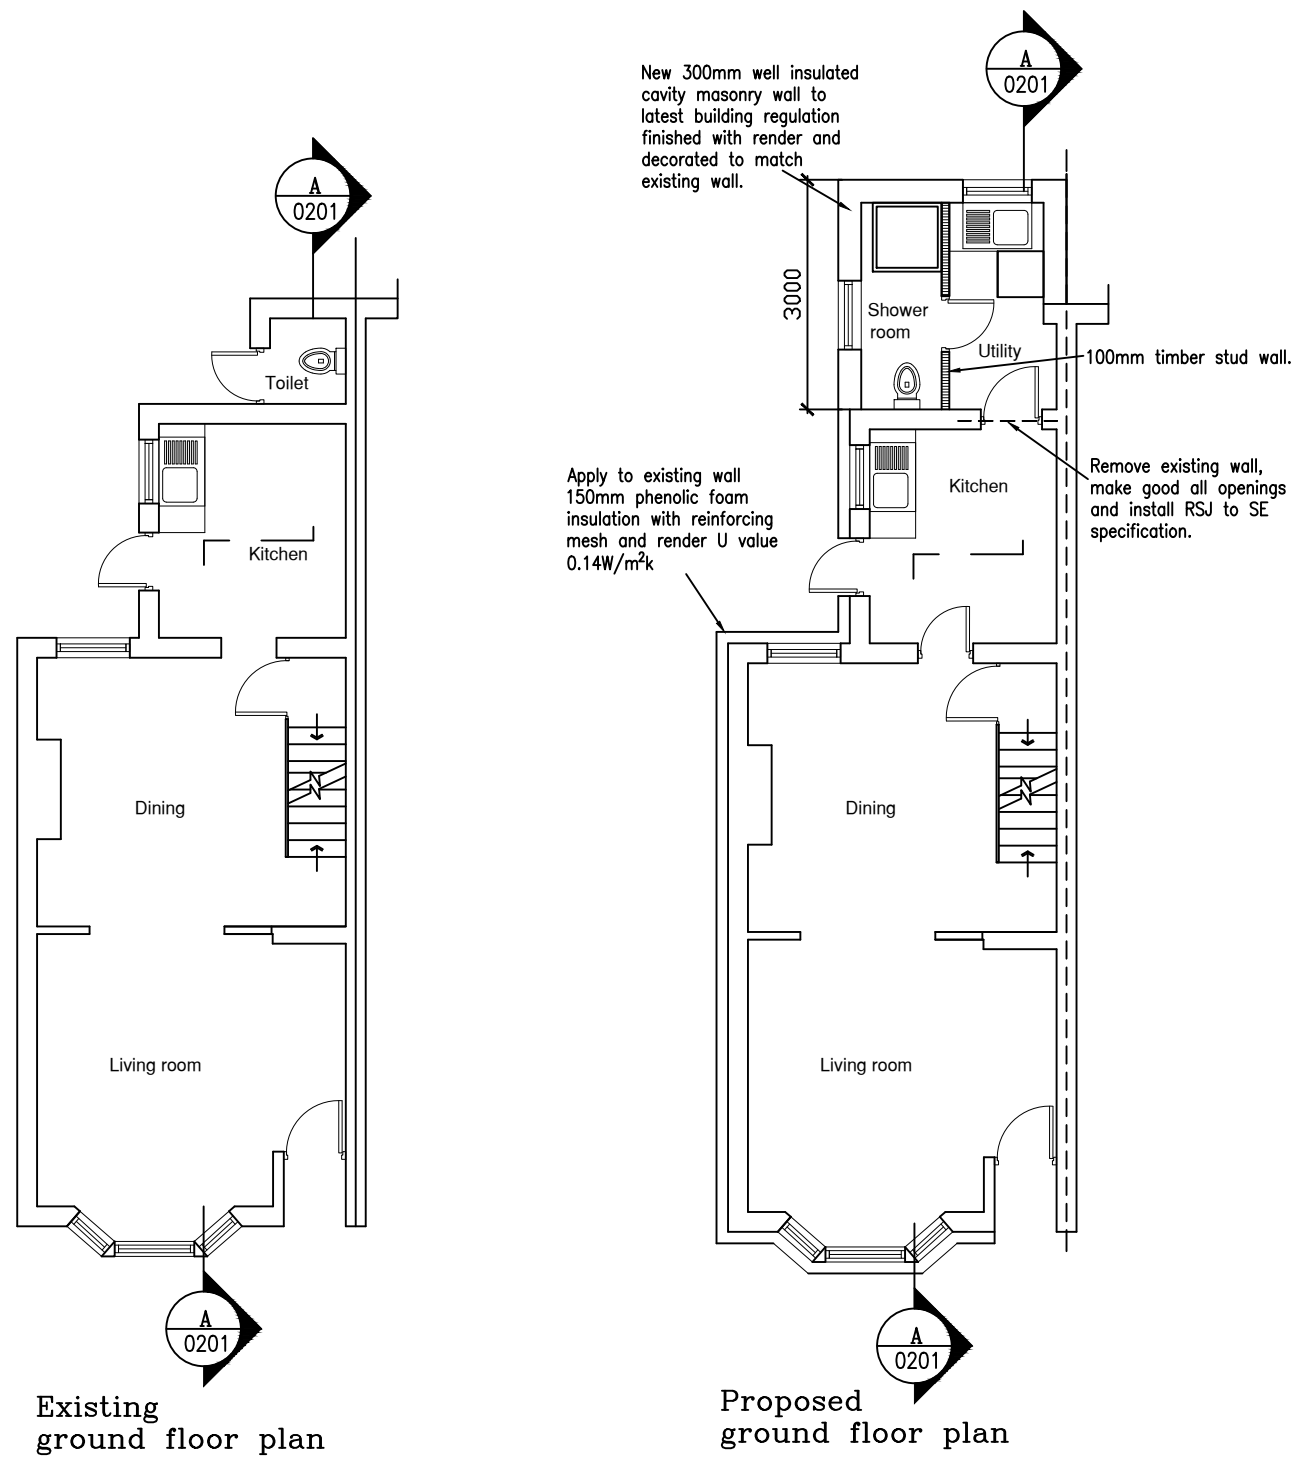 A
0201
Toilet
Kitchen
Dining
Living room
A
0201
Existing
ground floor plan
A
0201
New 300mm well insulated
cavity masonry wall to
latest building regulation
finished with render and
decorated to match
existing wall.
3000
Shower
room
Utility
100mm timber stud wall.
Remove existing wall,
make good all openings
and install RSJ to SE
specification.
Kitchen
Apply to existing wall
150mm phenolic foam
insulation with reinforcing
mesh and render U value
0.14W/m²k
Dining
Living room
A
0201
Proposed
ground floor plan